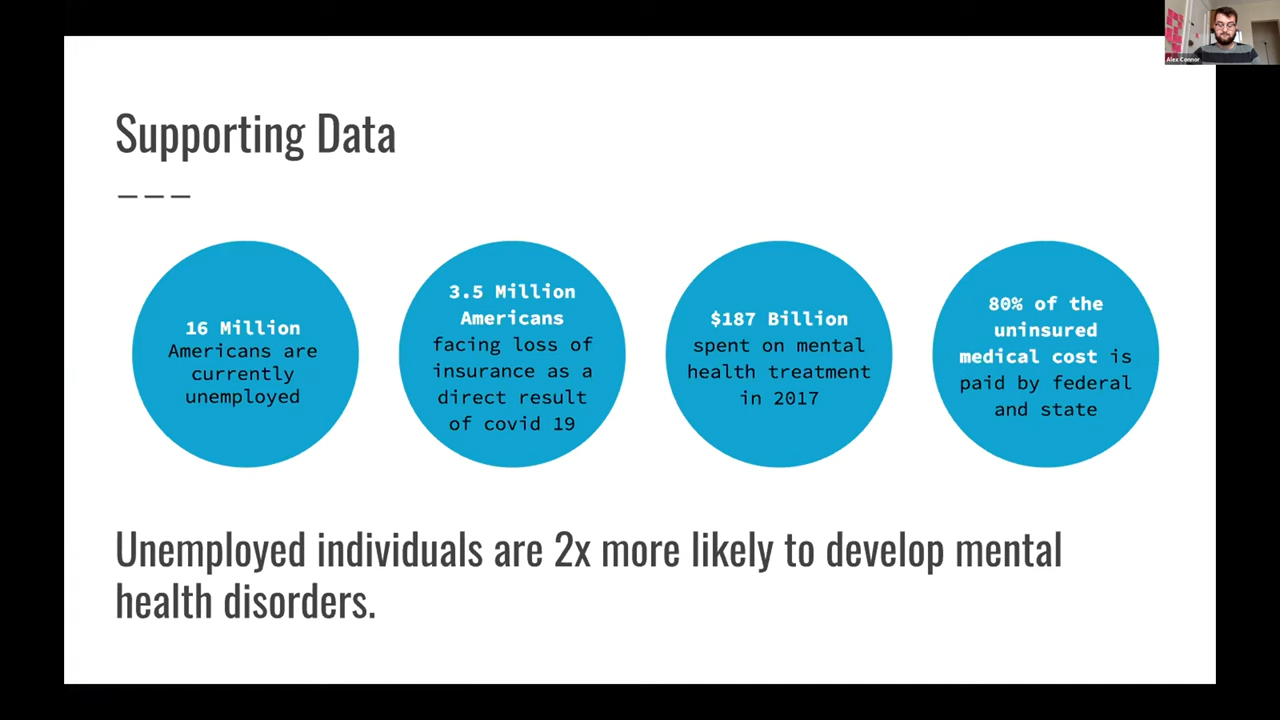 Alex Connor
Supporting Data
16 Million
Americans are
currently
unemployed
3.5 Million
Americans
facing loss of
insurance as a
direct result
of covid 19
$187 Billion
spent on mental
health treatment
in 2017
80% of the
uninsured
medical cost is
paid by federal
and state
Unemployed individuals are 2x more likely to develop mental
health disorders.